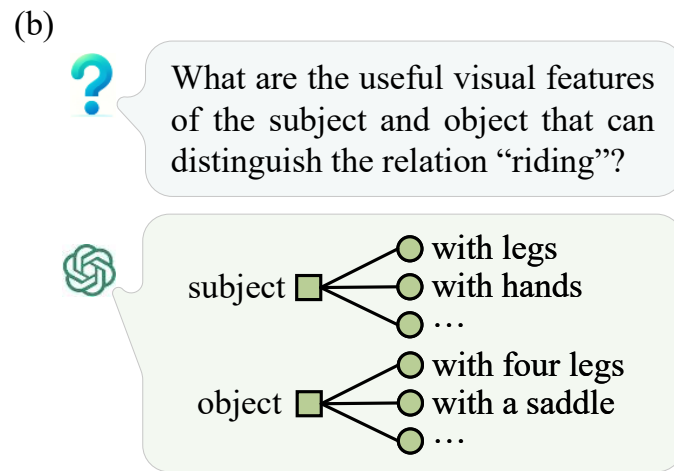 (b)
What are the useful visual features
of the subject and object that can
distinguish the relation “riding”?
subject
with legs
with hands
...
object
with four legs
with a saddle
...